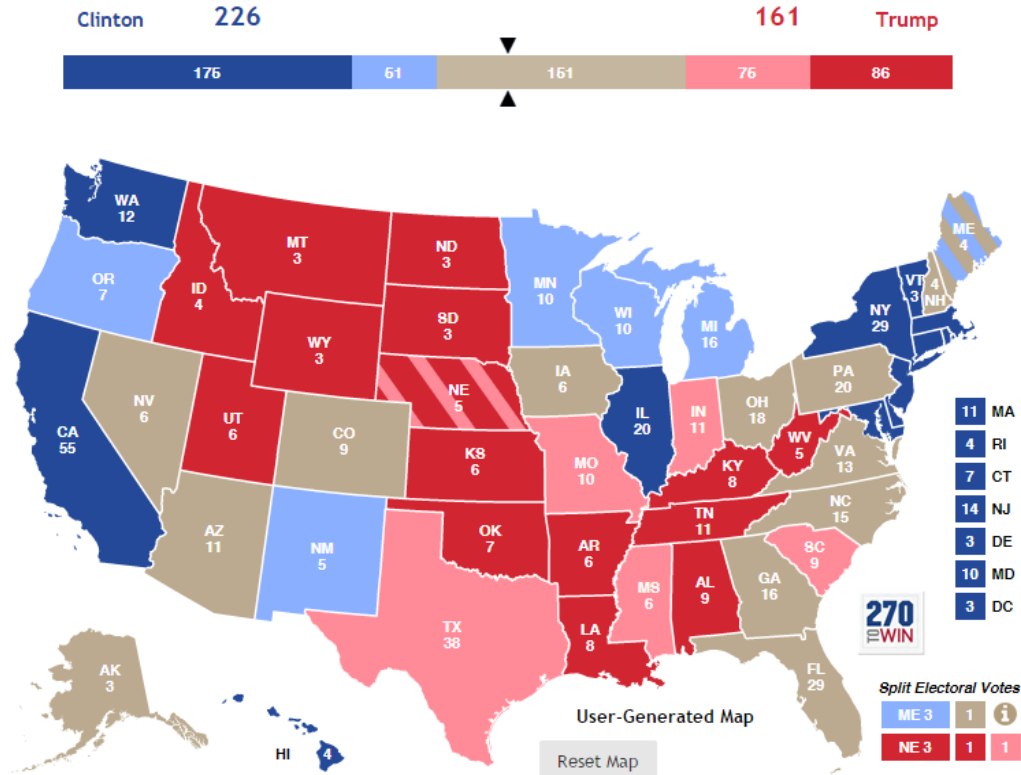 Clinton 226 161 Trump
175 51 151 75 86
WA
12
OR
7
CA
55
NV
6
ID
4
MT
3
WY
3
UT
6
CO
9
AZ
11
NM
5
ND
3
SD
3
NE
5
KS
6
OK
7
TX
38
MN
10
IA
6
MO
10
AR
6
LA
8
WI
10
IL
20
MI
16
IN
11
OH
18
KY
8
TN
11
MS
6
AL
9
GA
16
FL
29
SC
9
NC
15
VA
13
WV
5
PA
20
NY
29
VT
3
4
NH
ME
4
11 MA
4 RI
7 CT
14 NJ
3 DE
10 MD
3 DC
AK
3
HI 4
270
TO WIN
User-Generated Map
Reset Map
Split Electoral Votes
ME 3 1 i
NE 3 1 1